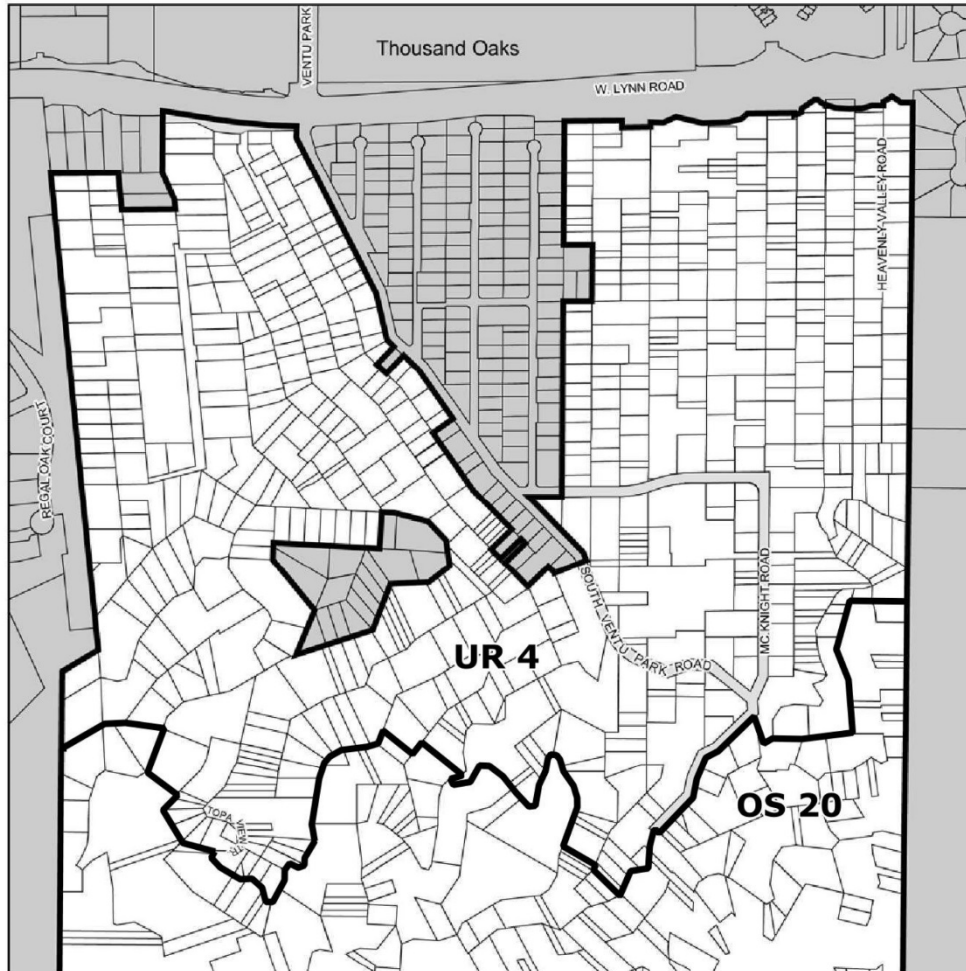 VENTU PARK
Thousand Oaks
W. LYNN ROAD
HEAVENLY VALLEY ROAD
REGAL OAK COURT
MC KNIGHT ROAD
SOUTH VENTU PARK ROAD
UR 4
OS 20
TOPA VIEW TR